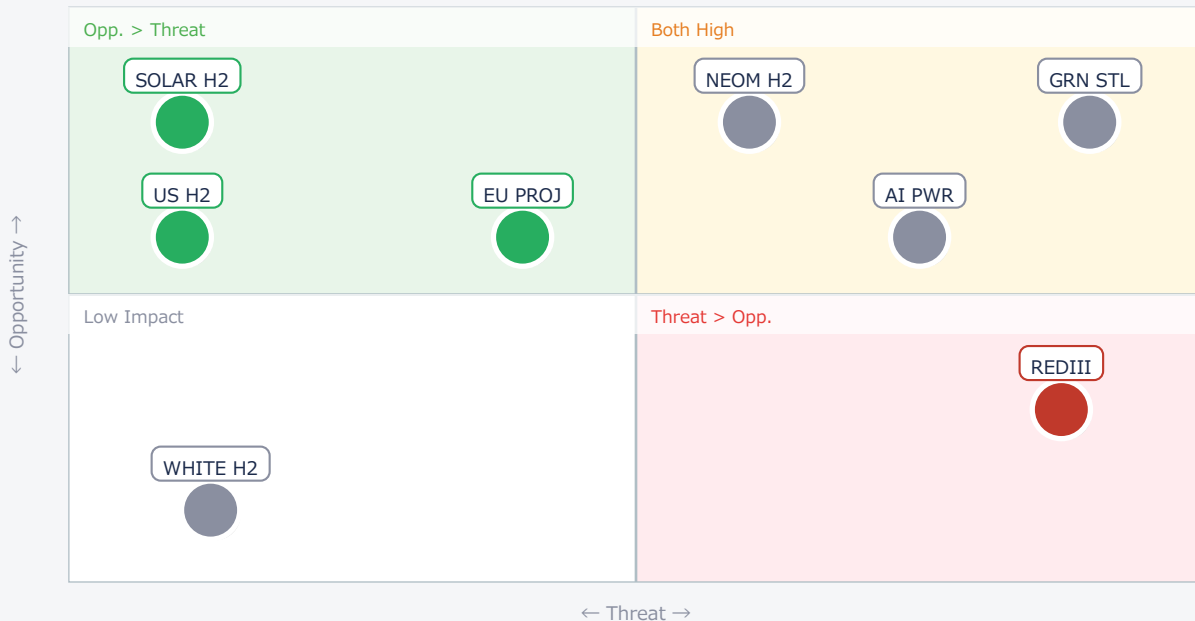 Opp. > Threat
Both High
SOLAR H2
NEOM H2
GRN STL
US H2
EU PROJ
AI PWR
← Opportunity →
Low Impact
Threat > Opp.
REDIII
WHITE H2
← Threat →